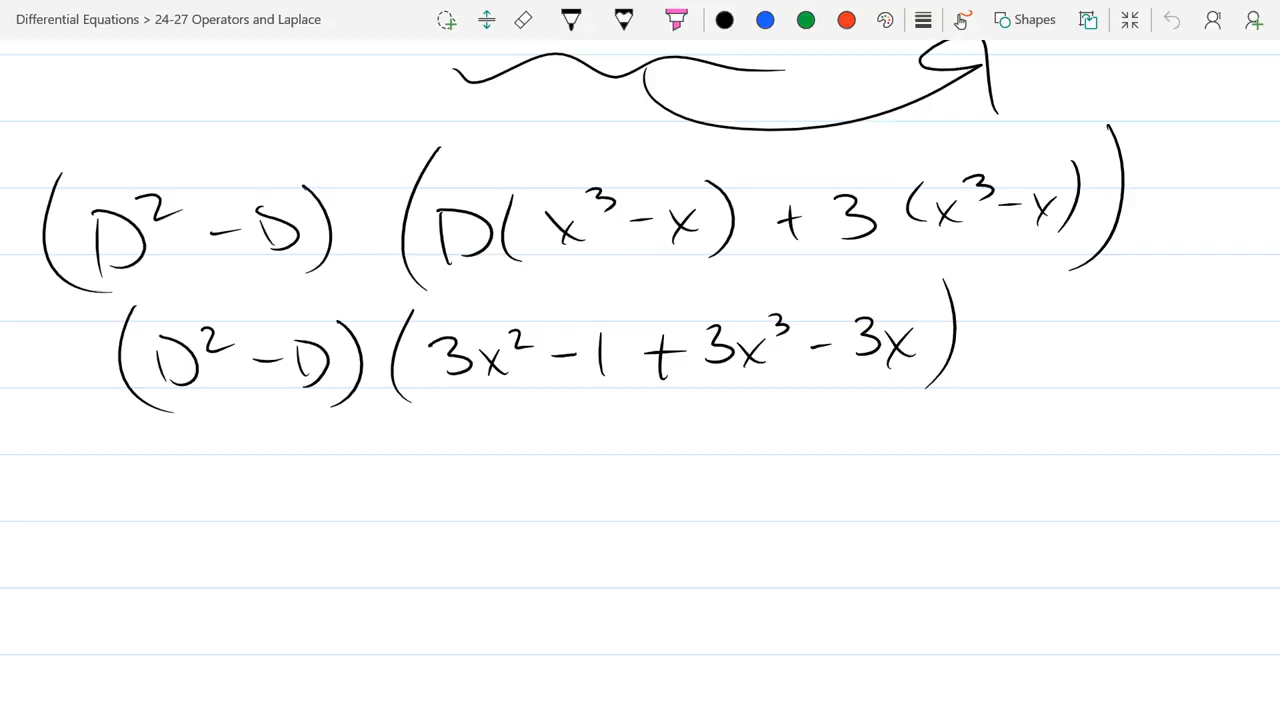 Differential Equations > 24-27 Operators and Laplace Shapes
(D² - D) (D(x³ - x) + 3(x³ - x))
(D² - D)(3x² - 1 + 3x³ - 3x)